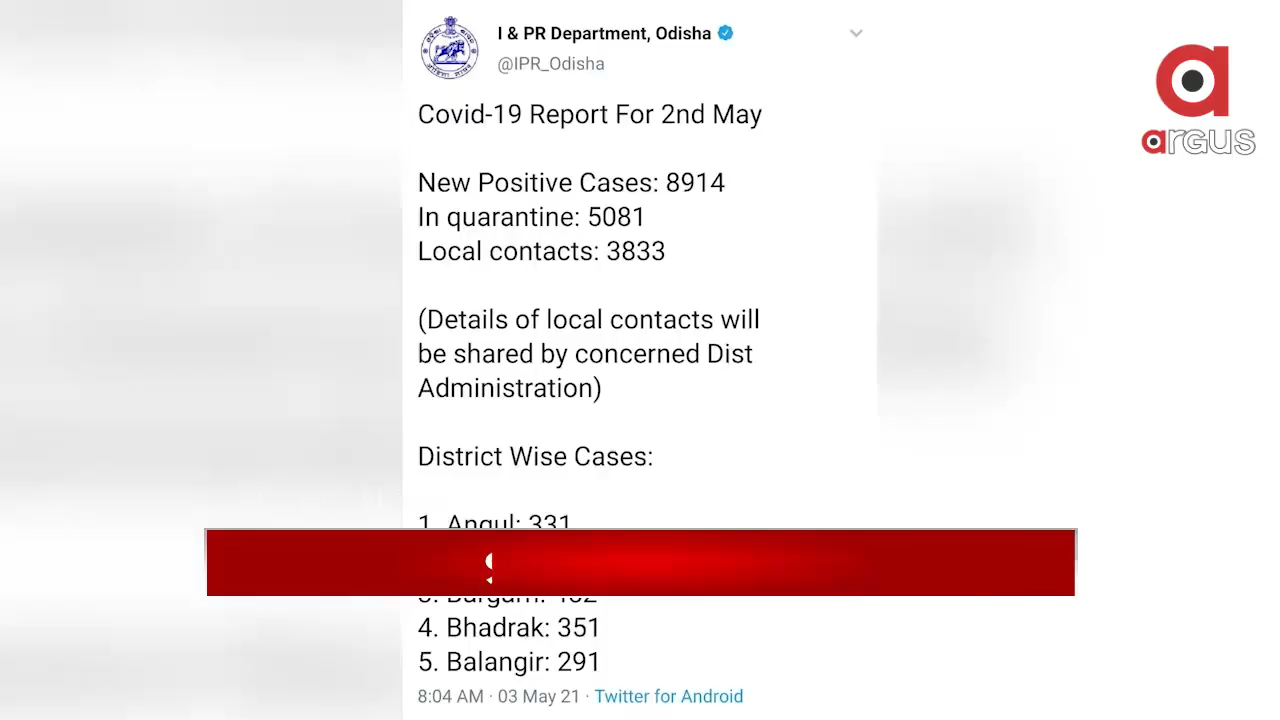 I & PR Department, Odisha
@IPR_Odisha
argus
Covid-19 Report For 2nd May
New Positive Cases: 8914
In quarantine: 5081
Local contacts: 3833
(Details of local contacts will
be shared by concerned Dist
Administration)
District Wise Cases:
1. Angul: 331
4. Bhadrak: 351
5. Balangir: 291
8:04 AM · 03 May 21 · Twitter for Android